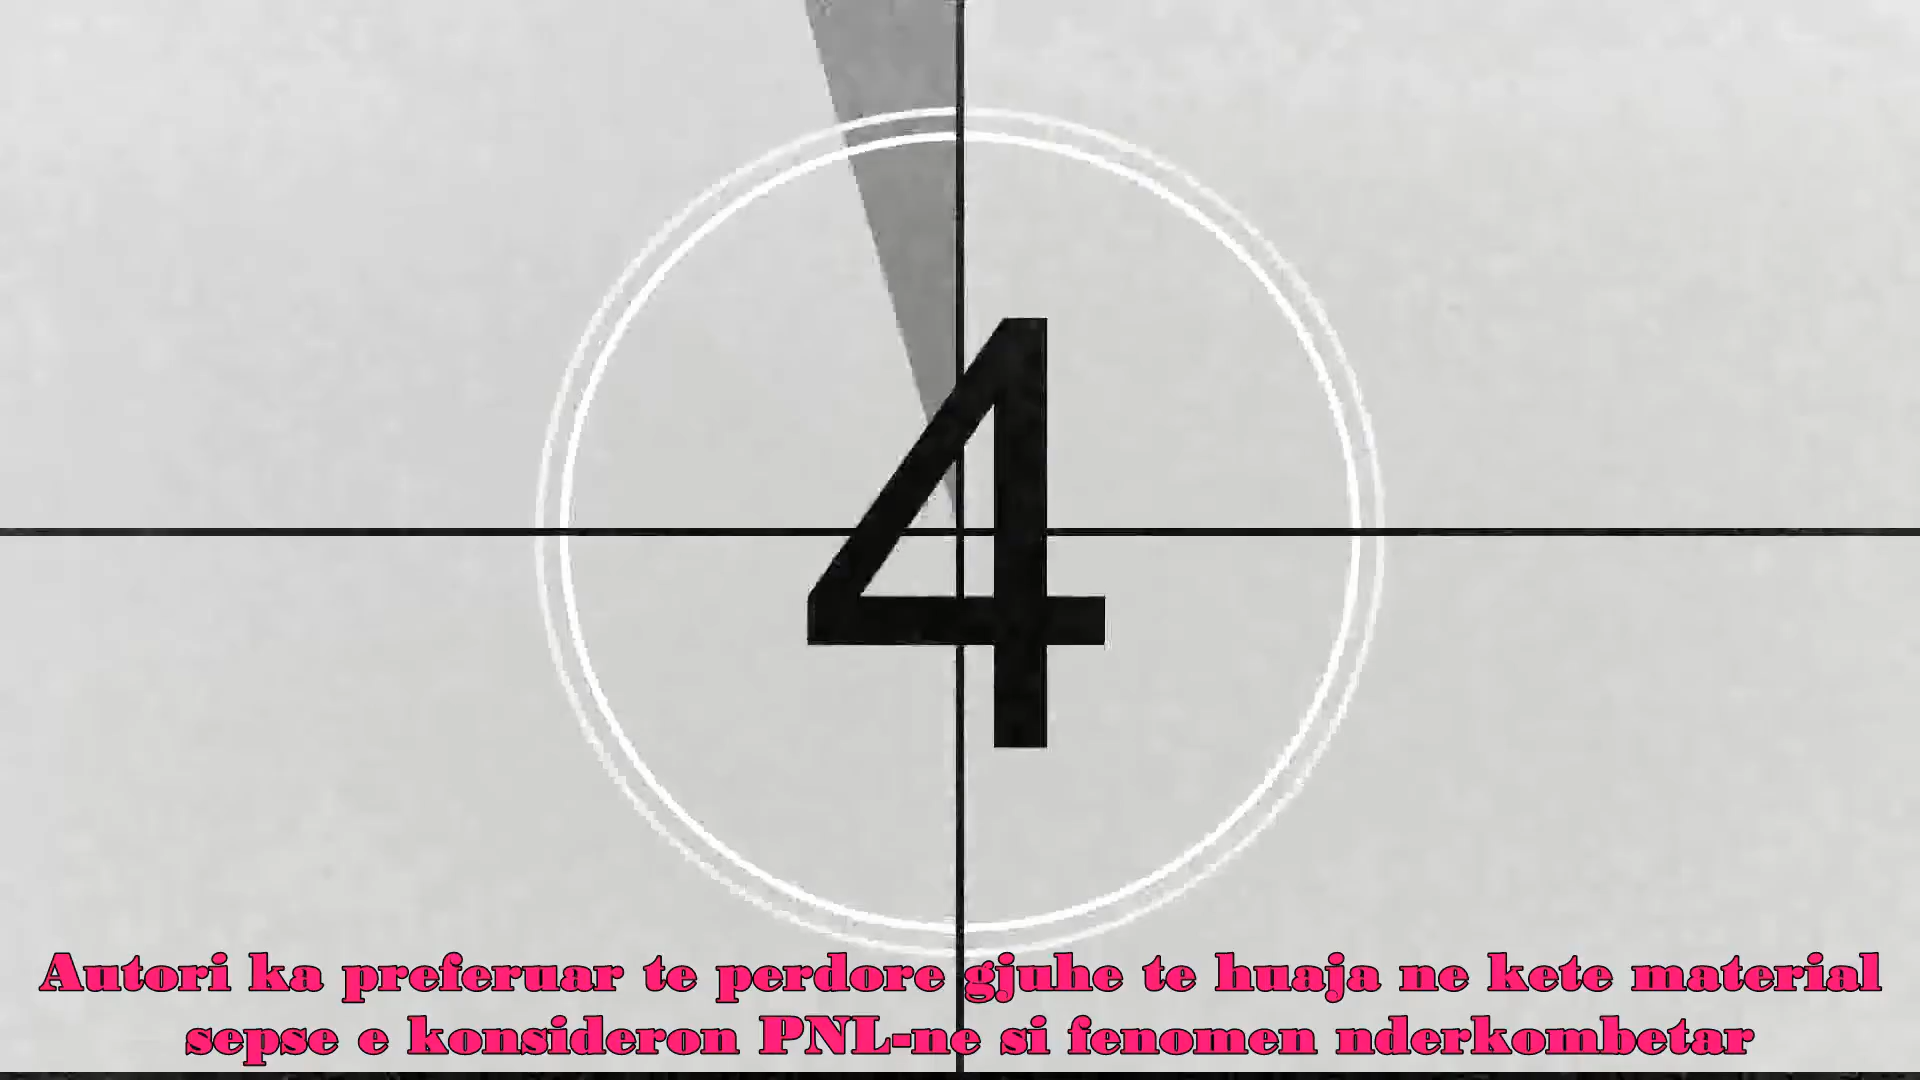 4
Autori ka preferuar te perdore gjuhe te huaja ne kete material
sepse e konsideron PNL-ne si fenomen nderkombetar